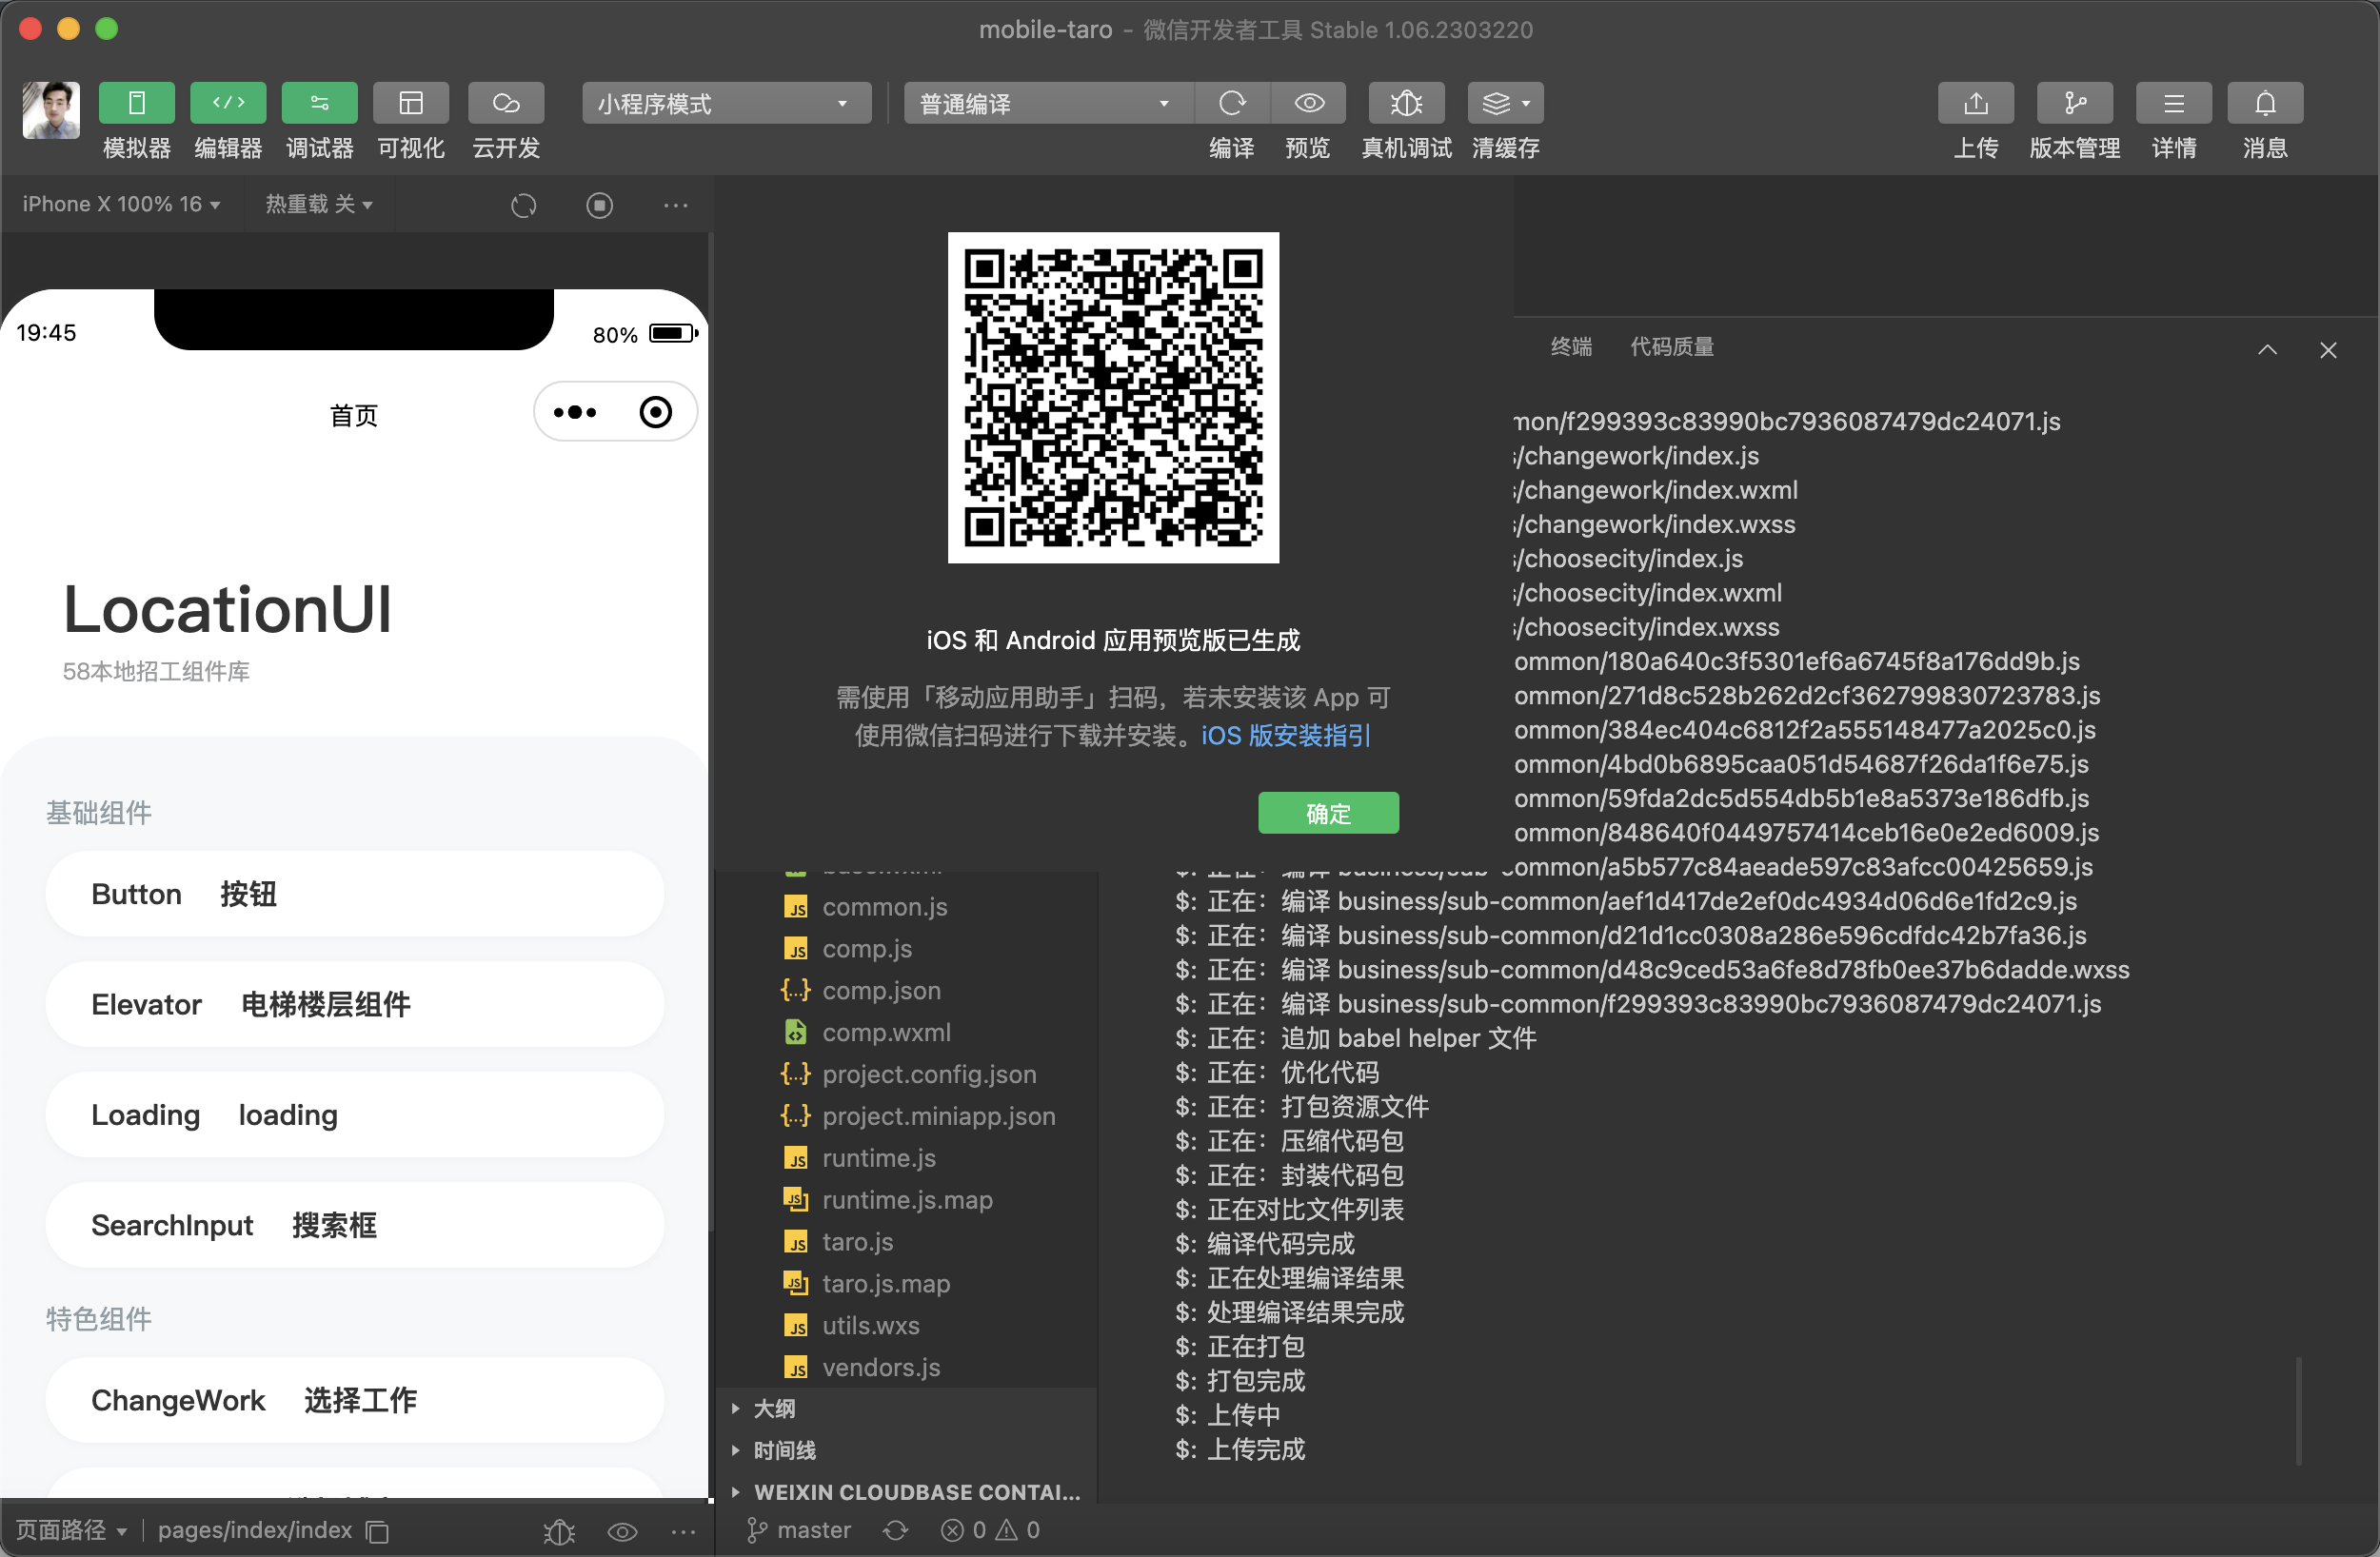 mobile-taro － 微信开发者工具 Stable 1.06.2303220
模拟器 编辑器 调试器 可视化 云开发
小程序模式
普通编译
编译 预览 真机调试 清缓存
上传 版本管理 详情 消息
iPhone X 100% 16
热重载 关
19:45
80%
首页
LocationUI
58本地招工组件库
基础组件
Button 按钮
Elevator 电梯楼层组件
Loading loading
SearchInput 搜索框
特色组件
ChangeWork 选择工作
页面路径 pages/index/index
iOS 和 Android 应用预览版已生成
需使用「移动应用助手」扫码，若未安装该 App 可
使用微信扫码进行下载并安装。iOS 版安装指引
确定
common.js
comp.js
comp.json
comp.wxml
project.config.json
project.miniapp.json
runtime.js
runtime.js.map
taro.js
taro.js.map
utils.wxs
vendors.js
大纲
时间线
WEIXIN CLOUDBASE CONTAI...
master 0 0
终端 代码质量
mon/f299393c83990bc7936087479dc24071.js
/changework/index.js
/changework/index.wxml
/changework/index.wxss
/choosecity/index.js
/choosecity/index.wxml
/choosecity/index.wxss
ommon/180a640c3f5301ef6a6745f8a176dd9b.js
ommon/271d8c528b262d2cf362799830723783.js
ommon/384ec404c6812f2a555148477a2025c0.js
ommon/4bd0b6895caa051d54687f26da1f6e75.js
ommon/59fda2dc5d554db5b1e8a5373e186dfb.js
ommon/848640f0449757414ceb16e0e2ed6009.js
ommon/a5b577c84aeade597c83afcc00425659.js
$: 正在：编译 business/sub-common/aef1d417de2ef0dc4934d06d6e1fd2c9.js
$: 正在：编译 business/sub-common/d21d1cc0308a286e596cdfdc42b7fa36.js
$: 正在：编译 business/sub-common/d48c9ced53a6fe8d78fb0ee37b6dadde.wxss
$: 正在：编译 business/sub-common/f299393c83990bc7936087479dc24071.js
$: 正在：追加 babel helper 文件
$: 正在：优化代码
$: 正在：打包资源文件
$: 正在：压缩代码包
$: 正在：封装代码包
$: 正在对比文件列表
$: 编译代码完成
$: 正在处理编译结果
$: 处理编译结果完成
$: 正在打包
$: 打包完成
$: 上传中
$: 上传完成